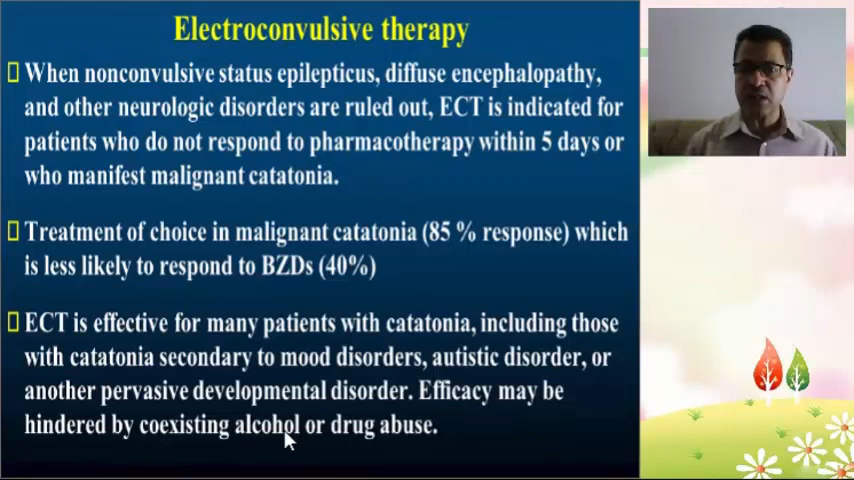 Electroconvulsive therapy
When nonconvulsive status epilepticus, diffuse encephalopathy,
and other neurologic disorders are ruled out, ECT is indicated for
patients who do not respond to pharmacotherapy within 5 days or
who manifest malignant catatonia.
Treatment of choice in malignant catatonia (85 % response) which
is less likely to respond to BZDs (40%)
ECT is effective for many patients with catatonia, including those
with catatonia secondary to mood disorders, autistic disorder, or
another pervasive developmental disorder. Efficacy may be
hindered by coexisting alcohol or drug abuse.